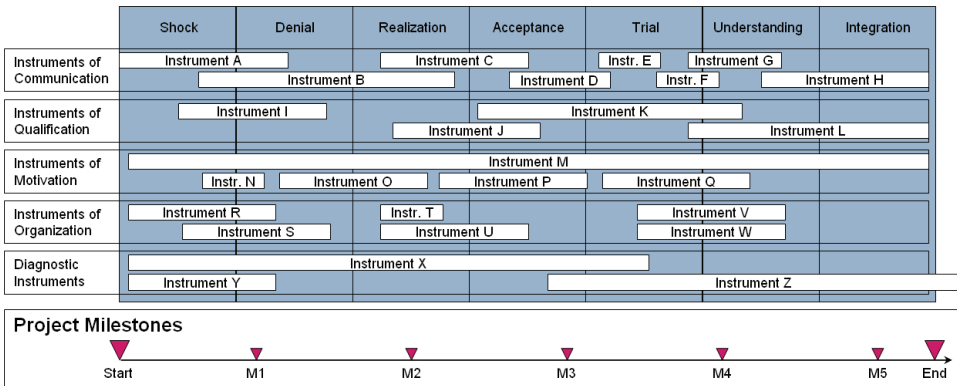 Shock Denial Realization Acceptance Trial Understanding Integration
Instruments of
Communication
Instrument A Instrument C Instr. E Instrument G
Instrument B Instrument D Instr. F Instrument H
Instruments of
Qualification
Instrument I Instrument K
Instrument J Instrument L
Instruments of
Motivation
Instrument M
Instr. N Instrument O Instrument P Instrument Q
Instruments of
Organization
Instrument R Instr. T Instrument V
Instrument S Instrument U Instrument W
Diagnostic
Instruments
Instrument X
Instrument Y Instrument Z
Project Milestones
Start M1 M2 M3 M4 M5 End